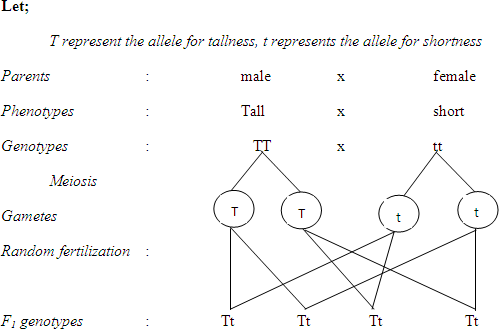 Let;
T represent the allele for tallness, t represents the allele for shortness
Parents : male x female
Phenotypes : Tall x short
Genotypes : TT x tt
Meiosis
Gametes T T t t
Random fertilization :
F1 genotypes : Tt Tt Tt Tt